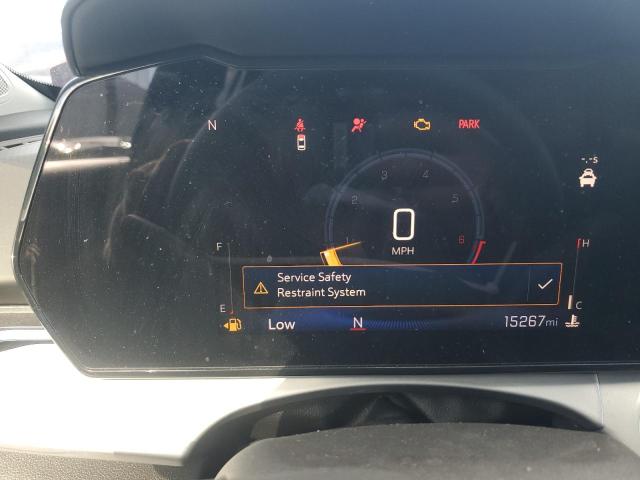 N
PARK
-.-s
3 4
2 5
1 0 6
MPH
F H
Service Safety
Restraint System
E C
Low N 15267mi